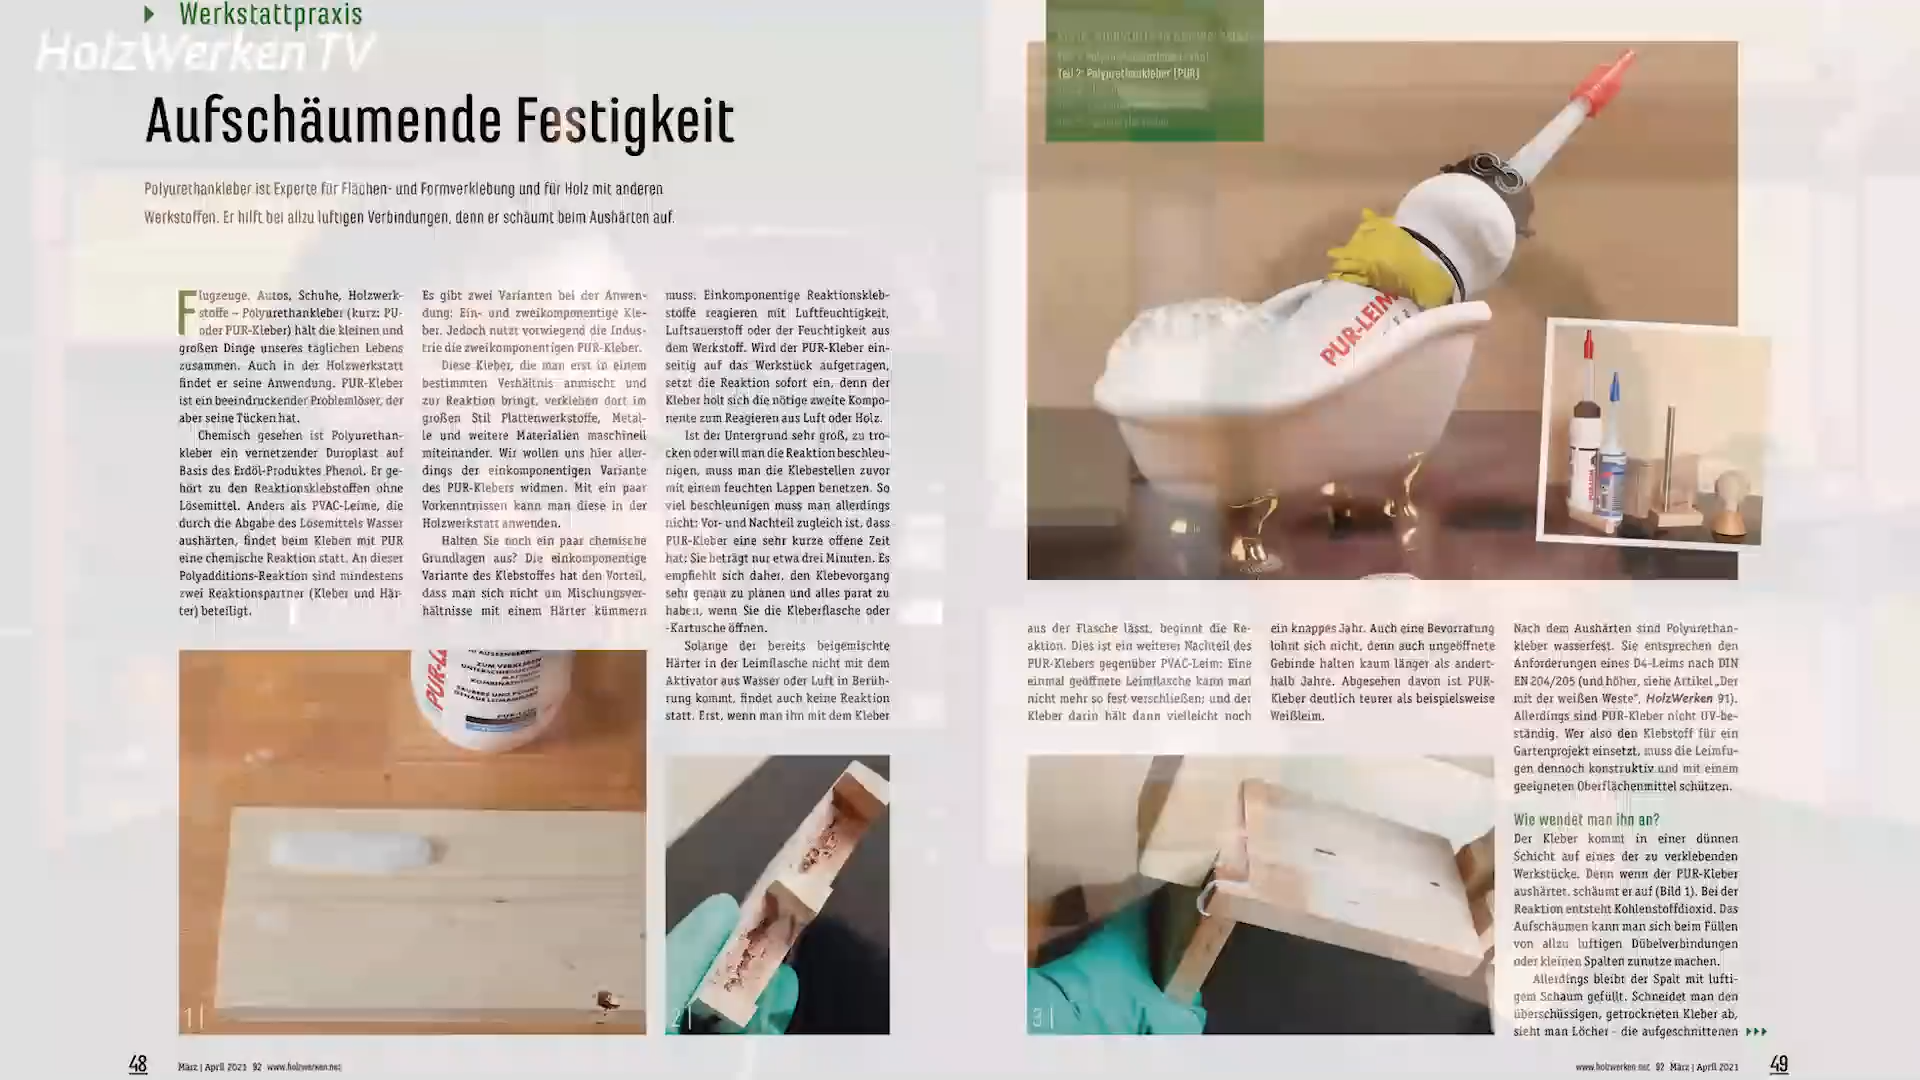 Werkstattpraxis
HolzWerken TV
Aufschäumende Festigkeit
Polyurethankleber ist Experte für Flächen- und Formverklebung und für Holz mit anderen
Werkstoffen. Er hilft bei allzu luftigen Verbindungen, denn er schäumt beim Aushärten auf.
Flugzeuge, Autos, Schuhe, Holzwerk-
stoffe – Polyurethankleber (kurz: PU-
oder PUR-Kleber) hält die kleinen und
großen Dinge unseres täglichen Lebens
zusammen. Auch in der Holzwerkstatt
findet er seine Anwendung. PUR-Kleber
ist ein beeindruckender Problemlöser, der
aber seine Tücken hat.
Chemisch gesehen ist Polyurethan-
kleber ein vernetzender Duroplast auf
Basis des Erdöl-Produktes Phenol. Er ge-
hört zu den Reaktionsklebstoffen ohne
Lösemittel. Anders als PVAC-Leime, die
durch die Abgabe des Lösemittels Wasser
aushärten, findet beim Kleben mit PUR
eine chemische Reaktion statt. An dieser
Polyadditions-Reaktion sind mindestens
zwei Reaktionspartner (Kleber und Här-
ter) beteiligt.
Es gibt zwei Varianten bei der Anwen-
dung: Ein- und zweikomponentige Kle-
ber. Jedoch nutzt vorwiegend die Indus-
trie die zweikomponentigen PUR-Kleber.
Diese Kleber, die man erst in einem
bestimmten Verhältnis anmischt und
zur Reaktion bringt, verkleben dort im
großen Stil Plattenwerkstoffe, Metal-
le und weitere Materialien maschinell
miteinander. Wir wollen uns hier aller-
dings der einkomponentigen Variante
des PUR-Klebers widmen. Mit ein paar
Vorkenntnissen kann man diese in der
Holzwerkstatt anwenden.
Halten Sie noch ein paar chemische
Grundlagen aus? Die einkomponentige
Variante des Klebstoffes hat den Vorteil,
dass man sich nicht um Mischungsver-
hältnisse mit einem Härter kümmern
muss. Einkomponentige Reaktionskleb-
stoffe reagieren mit Luftfeuchtigkeit,
Luftsauerstoff oder der Feuchtigkeit aus
dem Werkstoff. Wird der PUR-Kleber ein-
seitig auf das Werkstück aufgetragen,
setzt die Reaktion sofort ein, denn der
Kleber holt sich die nötige zweite Kompo-
nente zum Reagieren aus Luft oder Holz.
Ist der Untergrund sehr groß, zu tro-
cken oder will man die Reaktion beschleu-
nigen, muss man die Klebestellen zuvor
mit einem feuchten Lappen benetzen. So
viel beschleunigen muss man allerdings
nicht: Vor- und Nachteil zugleich ist, dass
PUR-Kleber eine sehr kurze offene Zeit
hat: Sie beträgt nur etwa drei Minuten. Es
empfiehlt sich daher, den Klebevorgang
sehr genau zu planen und alles parat zu
haben, wenn Sie die Kleberflasche oder
-Kartusche öffnen.
Solange der bereits beigemischte
Härter in der Leimflasche nicht mit dem
Aktivator aus Wasser oder Luft in Berüh-
rung kommt, findet auch keine Reaktion
statt. Erst, wenn man ihn mit dem Kleber
PUR-L
ZUM VERKLEBEN
1|
2|
48
März | April 2021 92 www.holzwerken.net
Teil 2: Polyurethankleber (PUR)
PUR-LEIM
aus der Flasche lässt, beginnt die Re-
aktion. Dies ist ein weiterer Nachteil des
PUR-Klebers gegenüber PVAC-Leim: Eine
einmal geöffnete Leimflasche kann man
nicht mehr so fest verschließen; und der
Kleber darin hält dann vielleicht noch
ein knappes Jahr. Auch eine Bevorratung
lohnt sich nicht, denn auch ungeöffnete
Gebinde halten kaum länger als andert-
halb Jahre. Abgesehen davon ist PUR-
Kleber deutlich teurer als beispielsweise
Weißleim.
Nach dem Aushärten sind Polyurethan-
kleber wasserfest. Sie entsprechen den
Anforderungen eines D4-Leims nach DIN
EN 204/205 (und höher, siehe Artikel „Der
mit der weißen Weste“, HolzWerken 91).
Allerdings sind PUR-Kleber nicht UV-be-
ständig. Wer also den Klebstoff für ein
Gartenprojekt einsetzt, muss die Leimfu-
gen dennoch konstruktiv und mit einem
geeigneten Oberflächenmittel schützen.
Wie wendet man ihn an?
Der Kleber kommt in einer dünnen
Schicht auf eines der zu verklebenden
Werkstücke. Denn wenn der PUR-Kleber
aushärtet, schäumt er auf (Bild 1). Bei der
Reaktion entsteht Kohlenstoffdioxid. Das
Aufschäumen kann man sich beim Füllen
von allzu luftigen Dübelverbindungen
oder kleinen Spalten zunutze machen.
Allerdings bleibt der Spalt mit lufti-
gem Schaum gefüllt. Schneidet man den
überschüssigen, getrockneten Kleber ab,
sieht man Löcher – die aufgeschnittenen
3|
www.holzwerken.net 92 März | April 2021
49